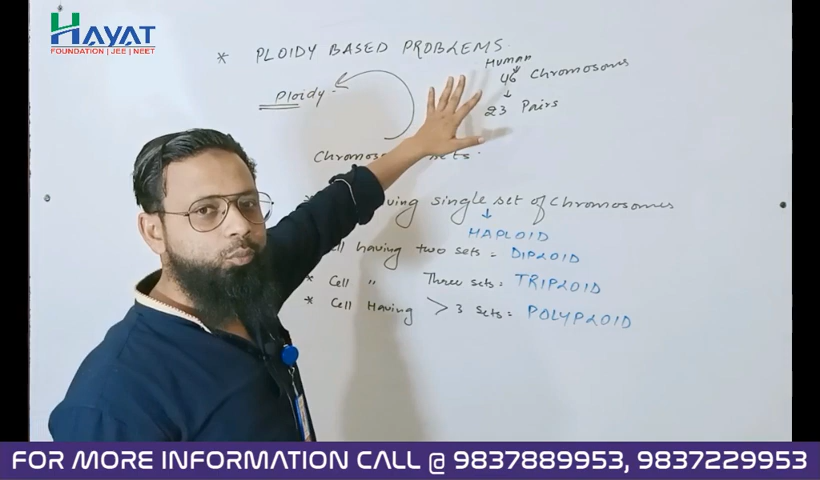 HAYAT
FOUNDATION | JEE | NEET
* PLOIDY BASED PROBLEMS.
Human
46 Chromosoms
↓
23 Pairs
Ploidy
sets.
single set of Chromosomes
↓
HAPLOID
having two sets = DIPLOID
* Cell " Three sets = TRIPLOID
* Cell Having > 3 sets = POLYPLOID
FOR MORE INFORMATION CALL @ 9837889953, 9837229953